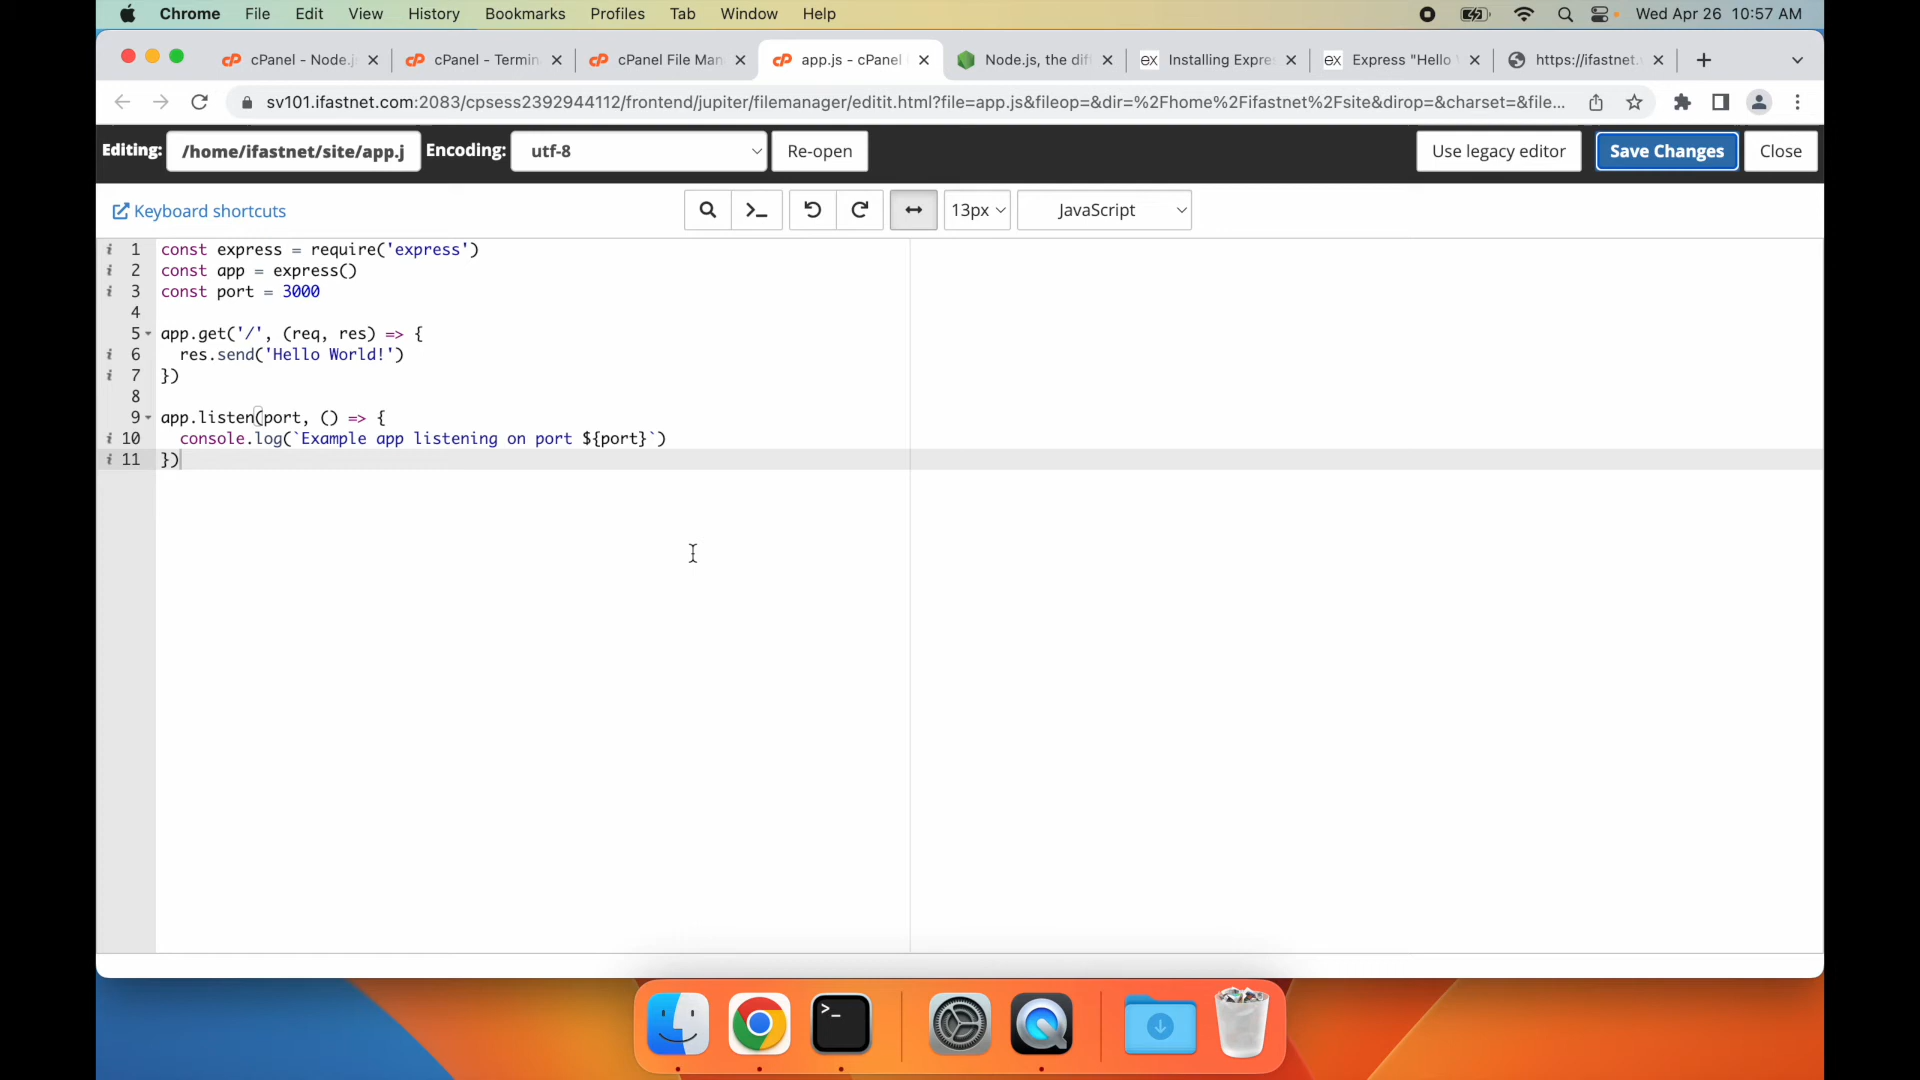 Chrome File Edit View History Bookmarks Profiles Tab Window Help Wed Apr 26 10:57 AM
cPanel - Node.j cPanel - Termin cPanel File Man app.js - cPanel Node.js, the dif Installing Expre Express "Hello https://ifastnet.
sv101.ifastnet.com:2083/cpsess2392944112/frontend/jupiter/filemanager/editit.html?file=app.js&fileop=&dir=%2Fhome%2Fifastnet%2Fsite&dirop=&charset=&file...
Editing: /home/ifastnet/site/app.j Encoding: utf-8 Re-open Use legacy editor Save Changes Close
Keyboard shortcuts >_ 13px JavaScript
1 const express = require('express')
2 const app = express()
3 const port = 3000
4
5 app.get('/', (req, res) => {
6 res.send('Hello World!')
7 })
8
9 app.listen(port, () => {
10 console.log(`Example app listening on port ${port}`)
11 })